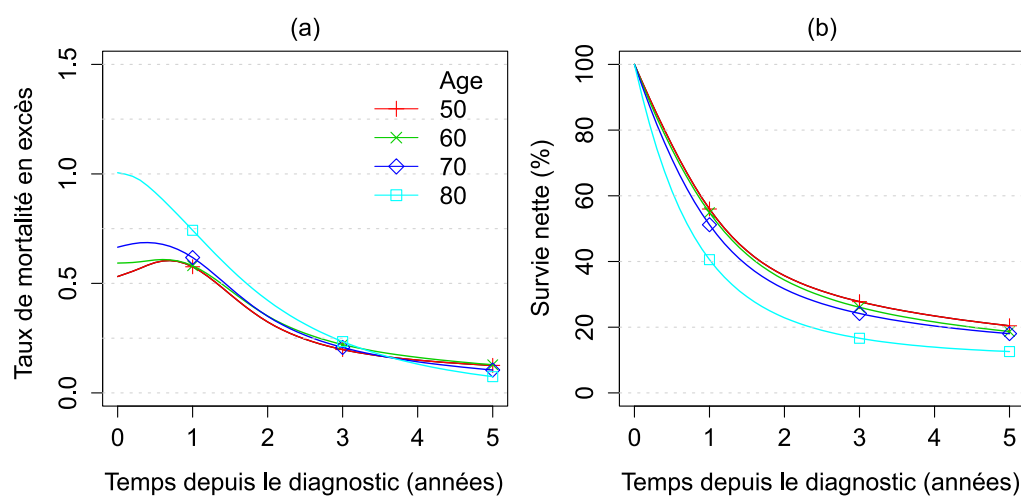 (a)
Taux de mortalité en excès
1.5
1.0
0.5
0.0
Age
50
60
70
80
0 1 2 3 4 5
Temps depuis le diagnostic (années)
(b)
Survie nette (%)
100
80
60
40
20
0
0 1 2 3 4 5
Temps depuis le diagnostic (années)